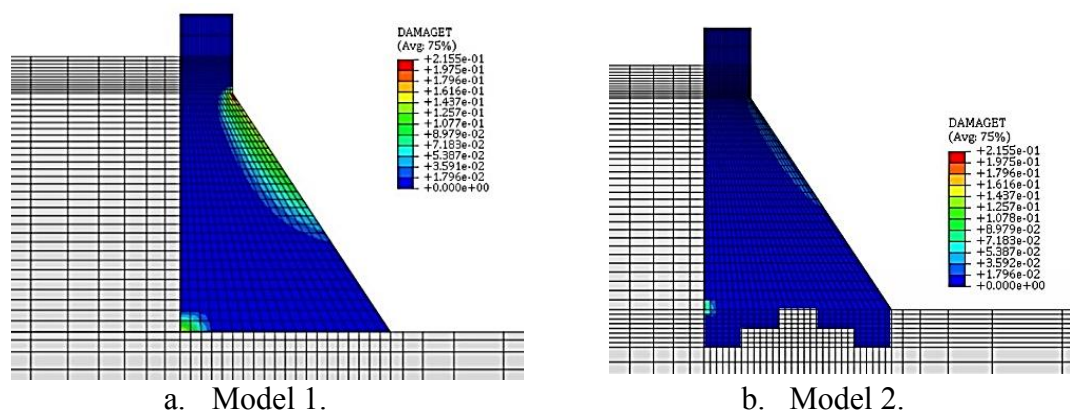 DAMAGET
(Avg: 75%)
+2.155e-01
+1.975e-01
+1.796e-01
+1.616e-01
+1.437e-01
+1.257e-01
+1.077e-01
+8.979e-02
+7.183e-02
+5.387e-02
+3.591e-02
+1.796e-02
+0.000e+00
DAMAGET
(Avg: 75%)
+2.155e-01
+1.975e-01
+1.796e-01
+1.616e-01
+1.437e-01
+1.257e-01
+1.078e-01
+8.979e-02
+7.183e-02
+5.387e-02
+3.592e-02
+1.796e-02
+0.000e+00
a. Model 1.
b. Model 2.